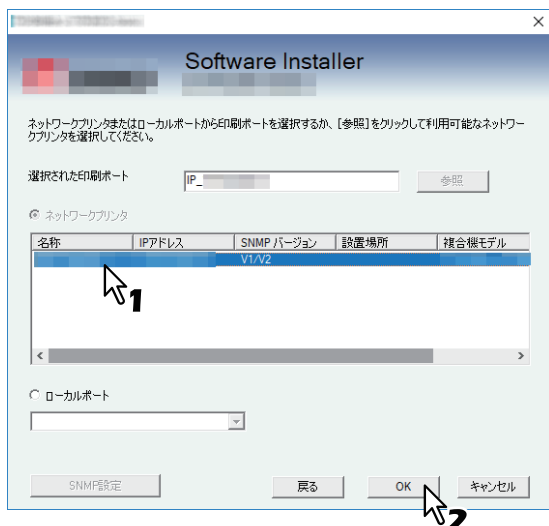 Software Installer
ネットワークプリンタまたはローカルポートから印刷ポートを選択するか、[参照]をクリックして利用可能なネットワー
クプリンタを選択してください。
選択された印刷ポート IP_ 参照
ネットワークプリンタ
名称 IPアドレス SNMP バージョン 設置場所 複合機モデル
V1/V2
1
ローカルポート
SNMP設定 戻る OK キャンセル
2